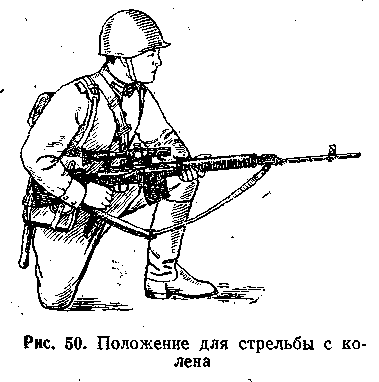 Рис. 50. Положение для стрельбы с ко-
лена